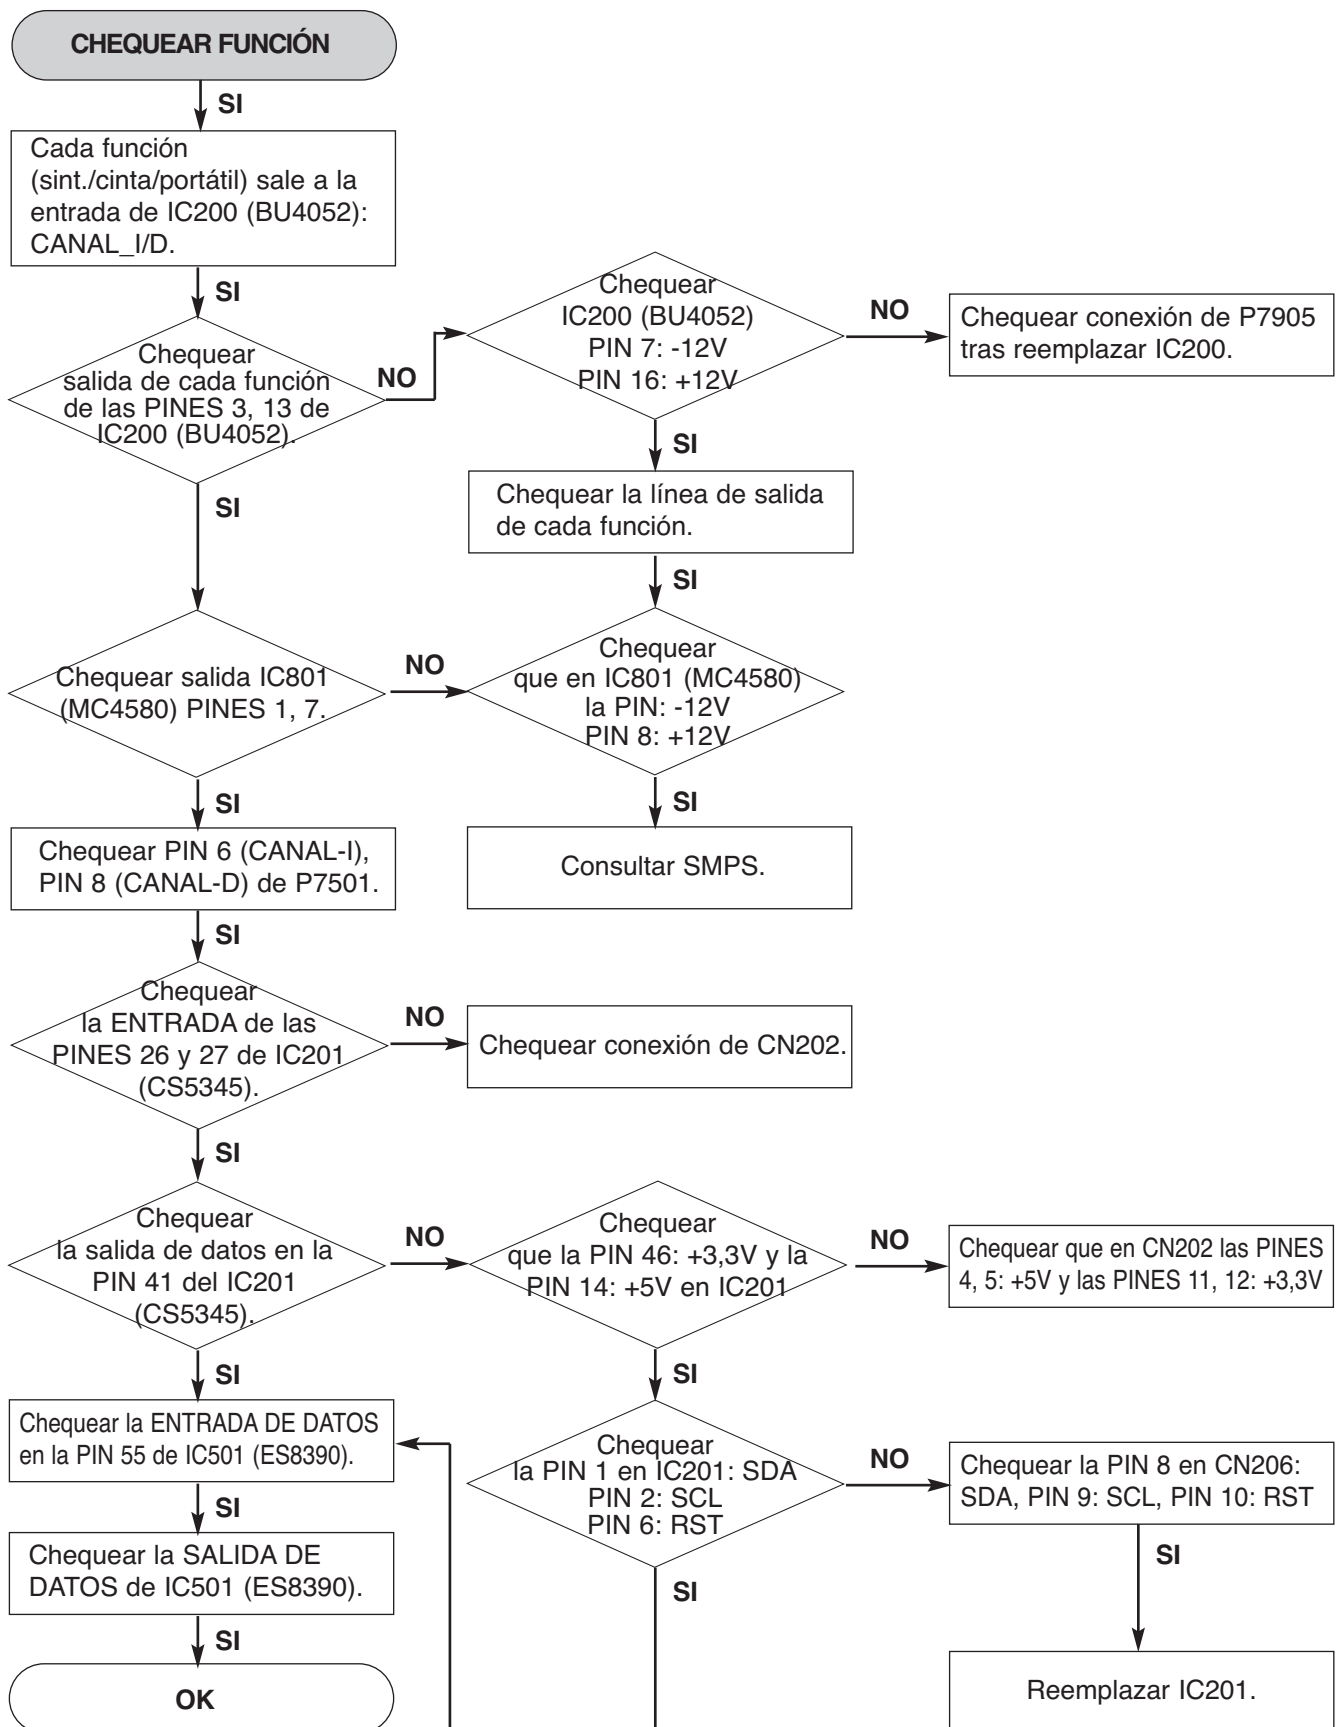 CHEQUEAR FUNCIÓN
SI
Cada función
(sint./cinta/portátil) sale a la
entrada de IC200 (BU4052):
CANAL_I/D.
SI
Chequear
salida de cada función
de las PINES 3, 13 de
IC200 (BU4052).
NO
Chequear
IC200 (BU4052)
PIN 7: -12V
PIN 16: +12V
NO
Chequear conexión de P7905
tras reemplazar IC200.
SI
Chequear la línea de salida
de cada función.
SI
SI
Chequear salida IC801
(MC4580) PINES 1, 7.
NO
Chequear
que en IC801 (MC4580)
la PIN: -12V
PIN 8: +12V
SI
Consultar SMPS.
SI
Chequear PIN 6 (CANAL-I),
PIN 8 (CANAL-D) de P7501.
SI
Chequear
la ENTRADA de las
PINES 26 y 27 de IC201
(CS5345).
NO
Chequear conexión de CN202.
SI
Chequear
la salida de datos en la
PIN 41 del IC201
(CS5345).
NO
Chequear
que la PIN 46: +3,3V y la
PIN 14: +5V en IC201
NO
Chequear que en CN202 las PINES
4, 5: +5V y las PINES 11, 12: +3,3V
SI
SI
Chequear la ENTRADA DE DATOS
en la PIN 55 de IC501 (ES8390).
Chequear
la PIN 1 en IC201: SDA
PIN 2: SCL
PIN 6: RST
NO
Chequear la PIN 8 en CN206:
SDA, PIN 9: SCL, PIN 10: RST
SI
Chequear la SALIDA DE
DATOS de IC501 (ES8390).
SI
SI
SI
OK
Reemplazar IC201.